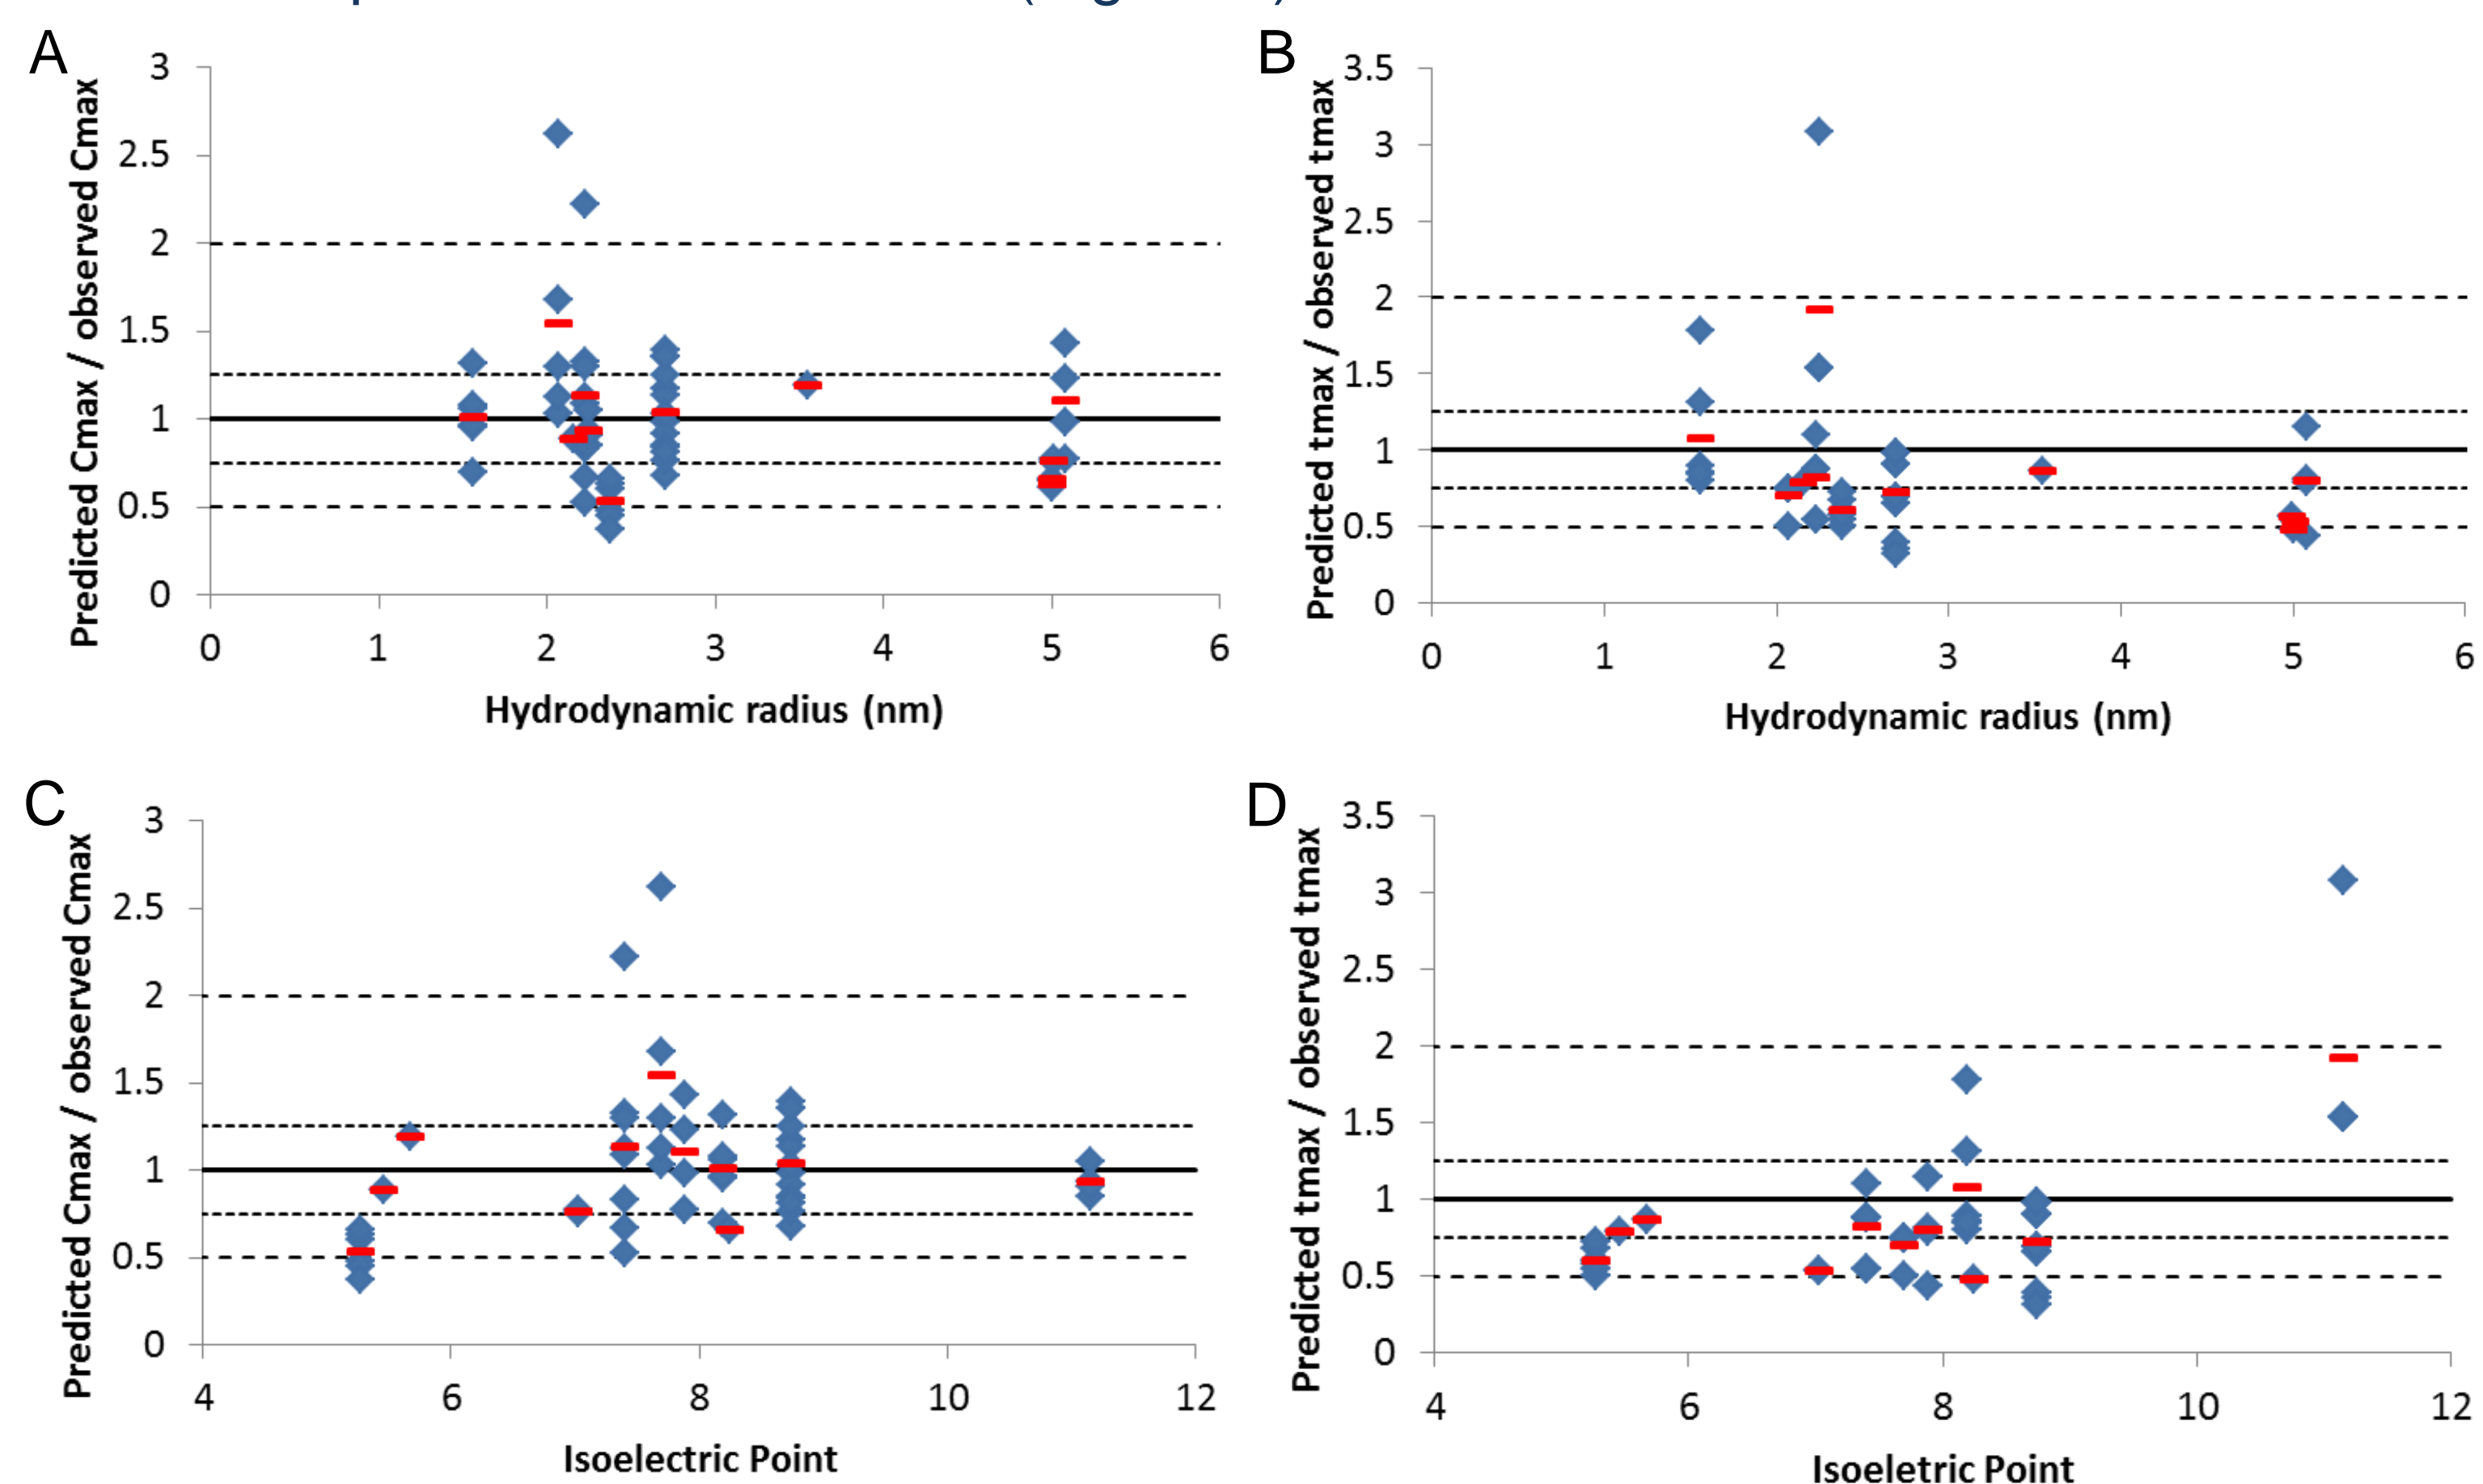 A
Predicted Cmax / observed Cmax
3
2.5
2
1.5
1
0.5
0
0 1 2 3 4 5 6
Hydrodynamic radius (nm)
B
Predicted tmax / observed tmax
3.5
3
2.5
2
1.5
1
0.5
0
0 1 2 3 4 5 6
Hydrodynamic radius (nm)
C
Predicted Cmax / observed Cmax
3
2.5
2
1.5
1
0.5
0
4 6 8 10 12
Isoelectric Point
D
Predicted tmax / observed tmax
3.5
3
2.5
2
1.5
1
0.5
0
4 6 8 10 12
Isoeletric Point